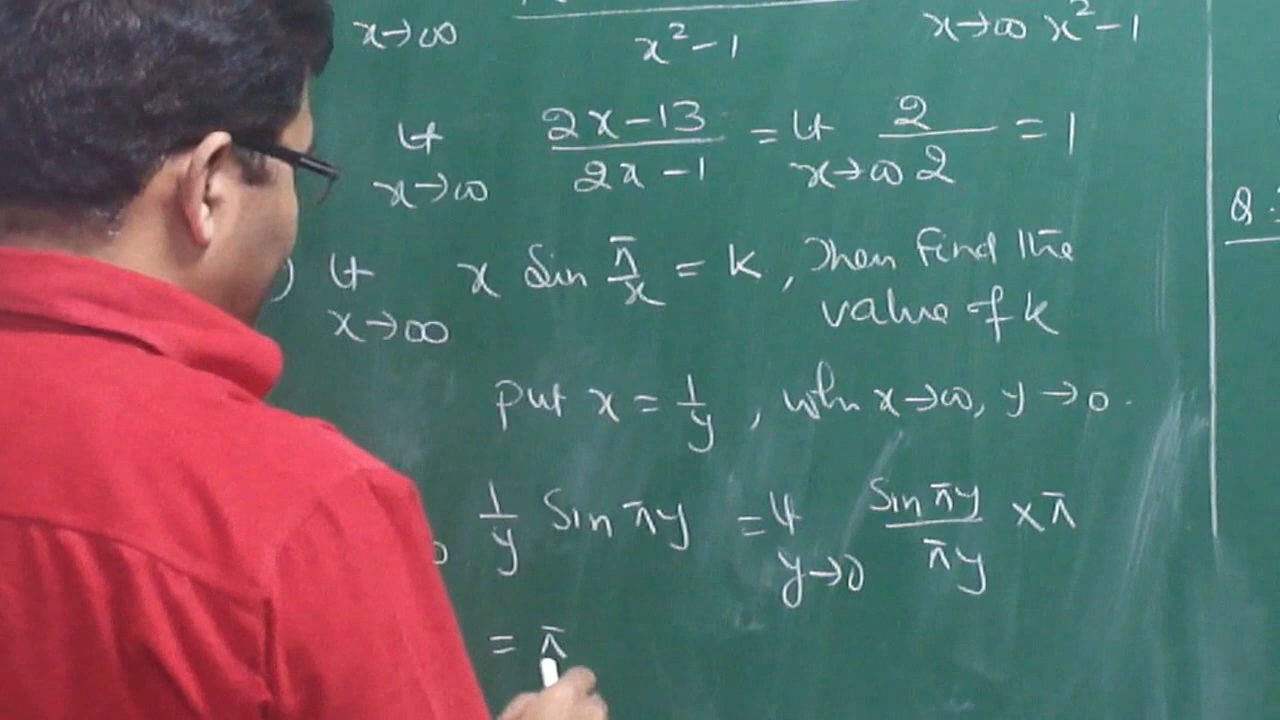 x→∞ x²-1 x→∞ x²-1
Lt 2x-13 / 2x-1 = Lt 2 / 2 = 1
x→∞ x→∞
Q.
) Lt x Sin π/x = k, Then Find the
x→∞ value of k
put x = 1/y, when x→∞, y→0.
0 1/y Sin πy = Lt Sin πy / πy × π
y→0
= π